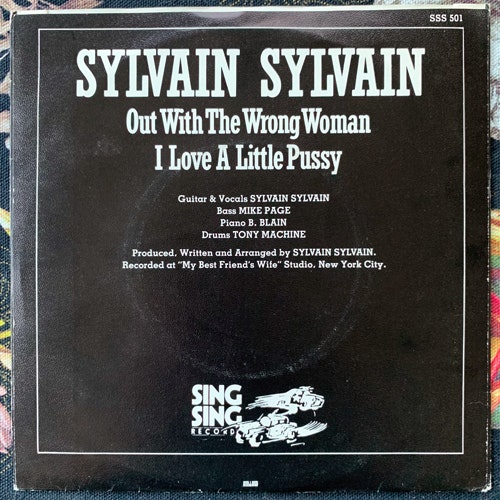 SSS 501
SYLVAIN SYLVAIN
Out With The Wrong Woman
I Love A Little Pussy
Guitar & Vocals SYLVAIN SYLVAIN
Bass MIKE PAGE
Piano B. BLAIN
Drums TONY MACHINE
Produced, Written and Arranged by SYLVAIN SYLVAIN.
Recorded at "My Best Friend's Wife" Studio, New York City.
SING
SING
RECORDS